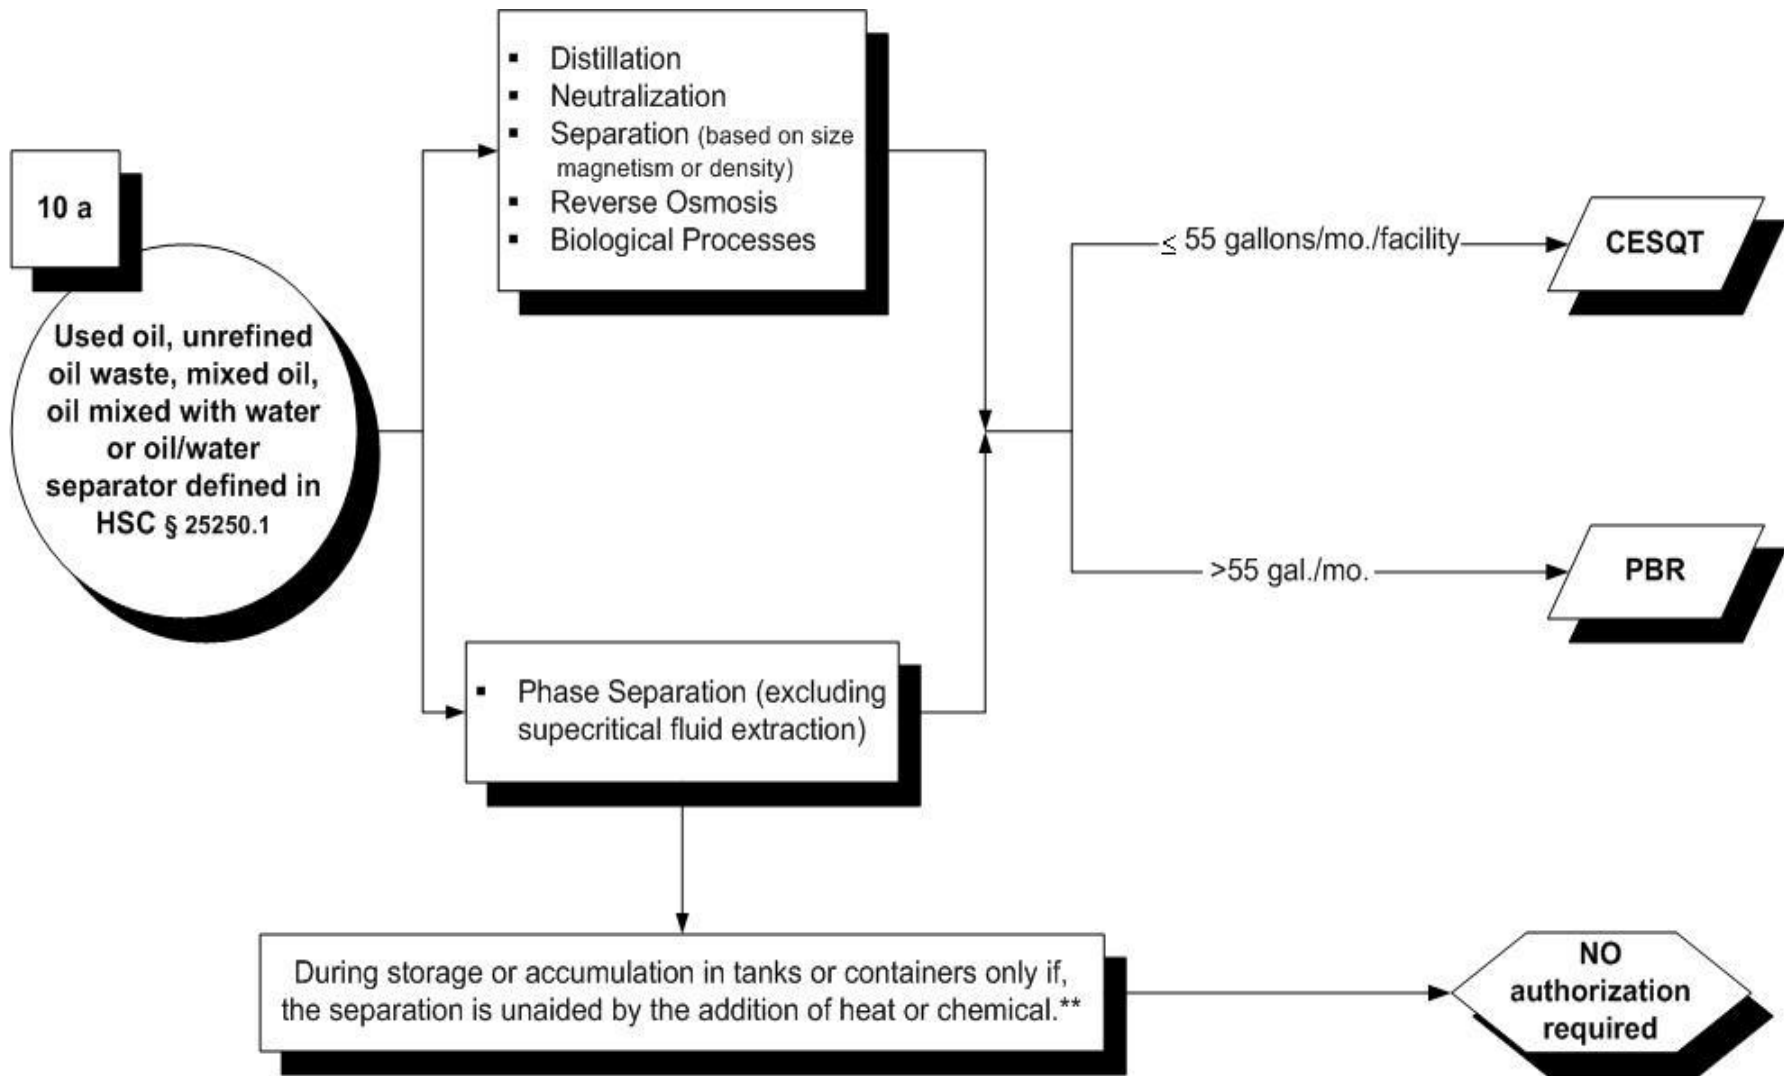 10 a
Used oil, unrefined
oil waste, mixed oil,
oil mixed with water
or oil/water
separator defined in
HSC § 25250.1
▪ Distillation
▪ Neutralization
▪ Separation (based on size
magnetism or density)
▪ Reverse Osmosis
▪ Biological Processes
≤ 55 gallons/mo./facility
CESQT
>55 gal./mo.
PBR
▪ Phase Separation (excluding
supecritical fluid extraction)
During storage or accumulation in tanks or containers only if,
the separation is unaided by the addition of heat or chemical.**
NO
authorization
required